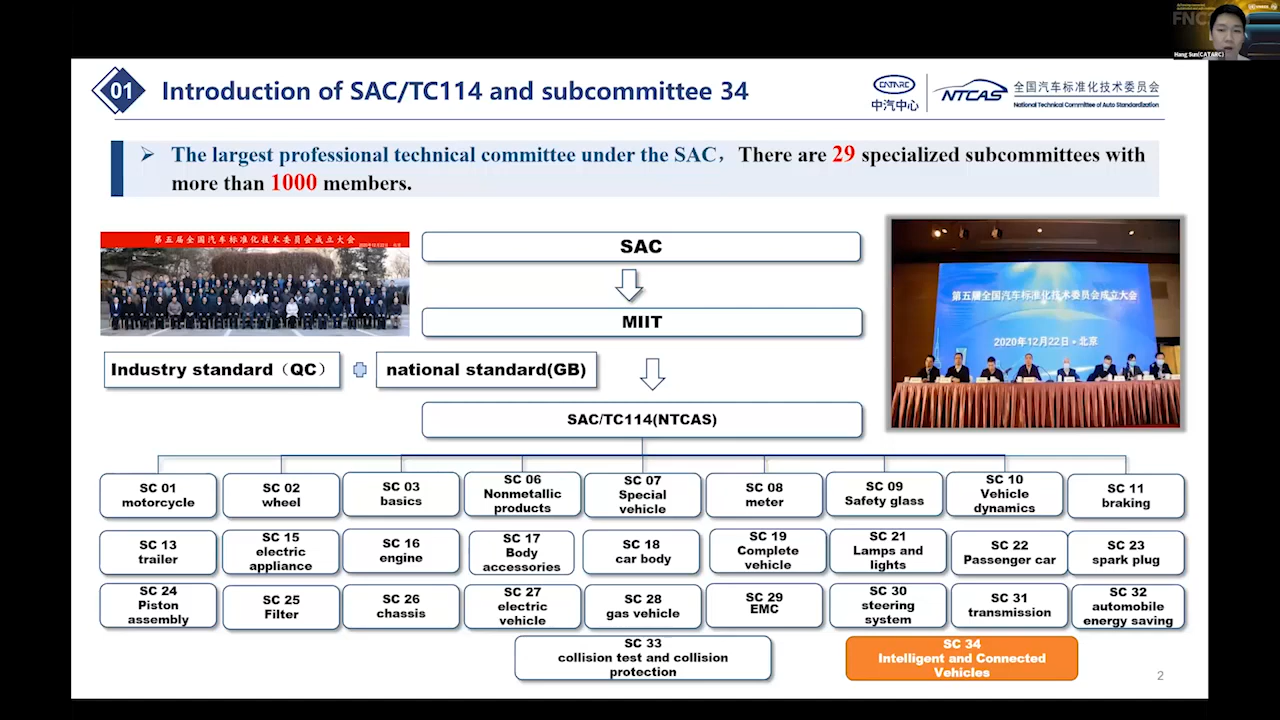 FNC
Hang Sun(CATARC)
01
Introduction of SAC/TC114 and subcommittee 34
CATARC
中汽中心
NTCAS
全国汽车标准化技术委员会
National Technical Committee of Auto Standardization
The largest professional technical committee under the SAC，There are 29 specialized subcommittees with
more than 1000 members.
第五届全国汽车标准化技术委员会成立大会
SAC
MIIT
第五届全国汽车标准化技术委员会成立大会
2020年12月22日•北京
Industry standard（QC）
national standard(GB)
SAC/TC114(NTCAS)
SC 01
motorcycle
SC 02
wheel
SC 03
basics
SC 06
Nonmetallic
products
SC 07
Special
vehicle
SC 08
meter
SC 09
Safety glass
SC 10
Vehicle
dynamics
SC 11
braking
SC 13
trailer
SC 15
electric
appliance
SC 16
engine
SC 17
Body
accessories
SC 18
car body
SC 19
Complete
vehicle
SC 21
Lamps and
lights
SC 22
Passenger car
SC 23
spark plug
SC 24
Piston
assembly
SC 25
Filter
SC 26
chassis
SC 27
electric
vehicle
SC 28
gas vehicle
SC 29
EMC
SC 30
steering
system
SC 31
transmission
SC 32
automobile
energy saving
SC 33
collision test and collision
protection
SC 34
Intelligent and Connected
Vehicles
2